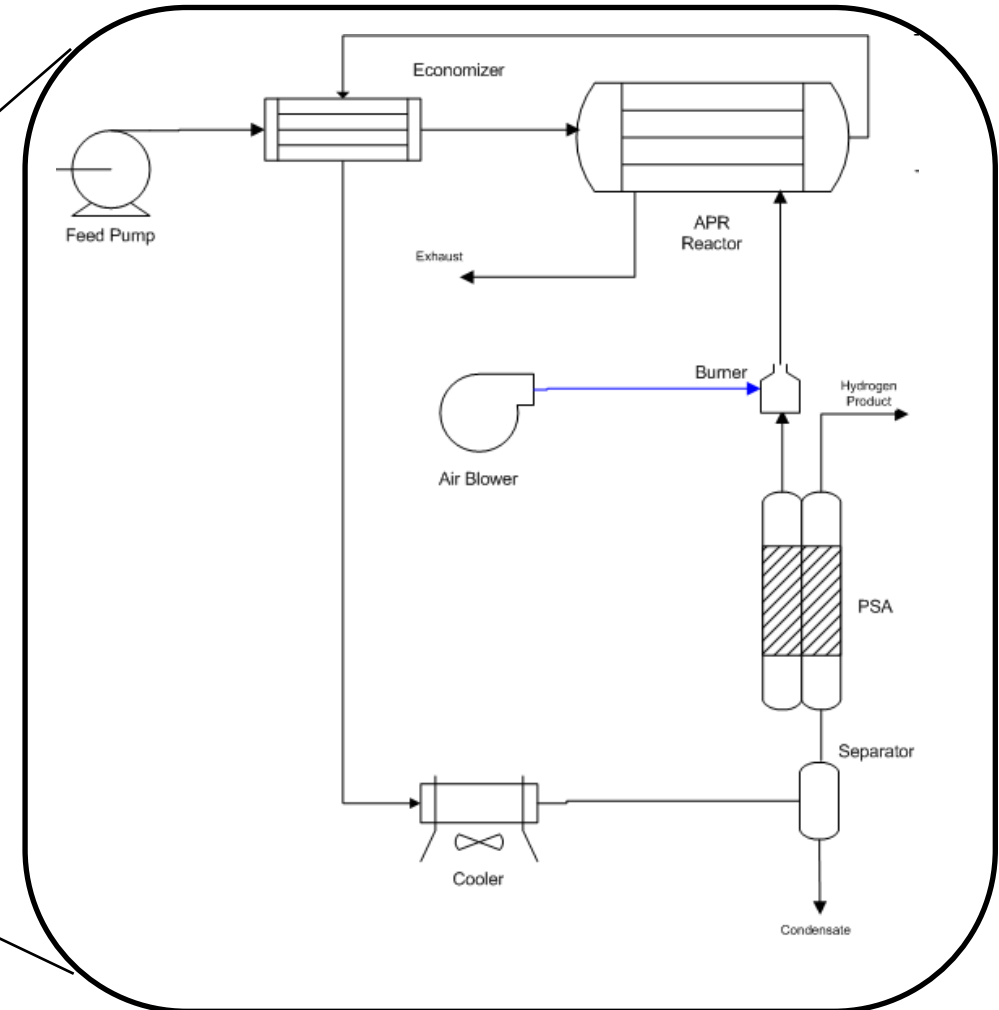 Economizer
Feed Pump
APR
Reactor
Exhaust
Burner
Hydrogen
Product
Air Blower
PSA
Separator
Cooler
Condensate